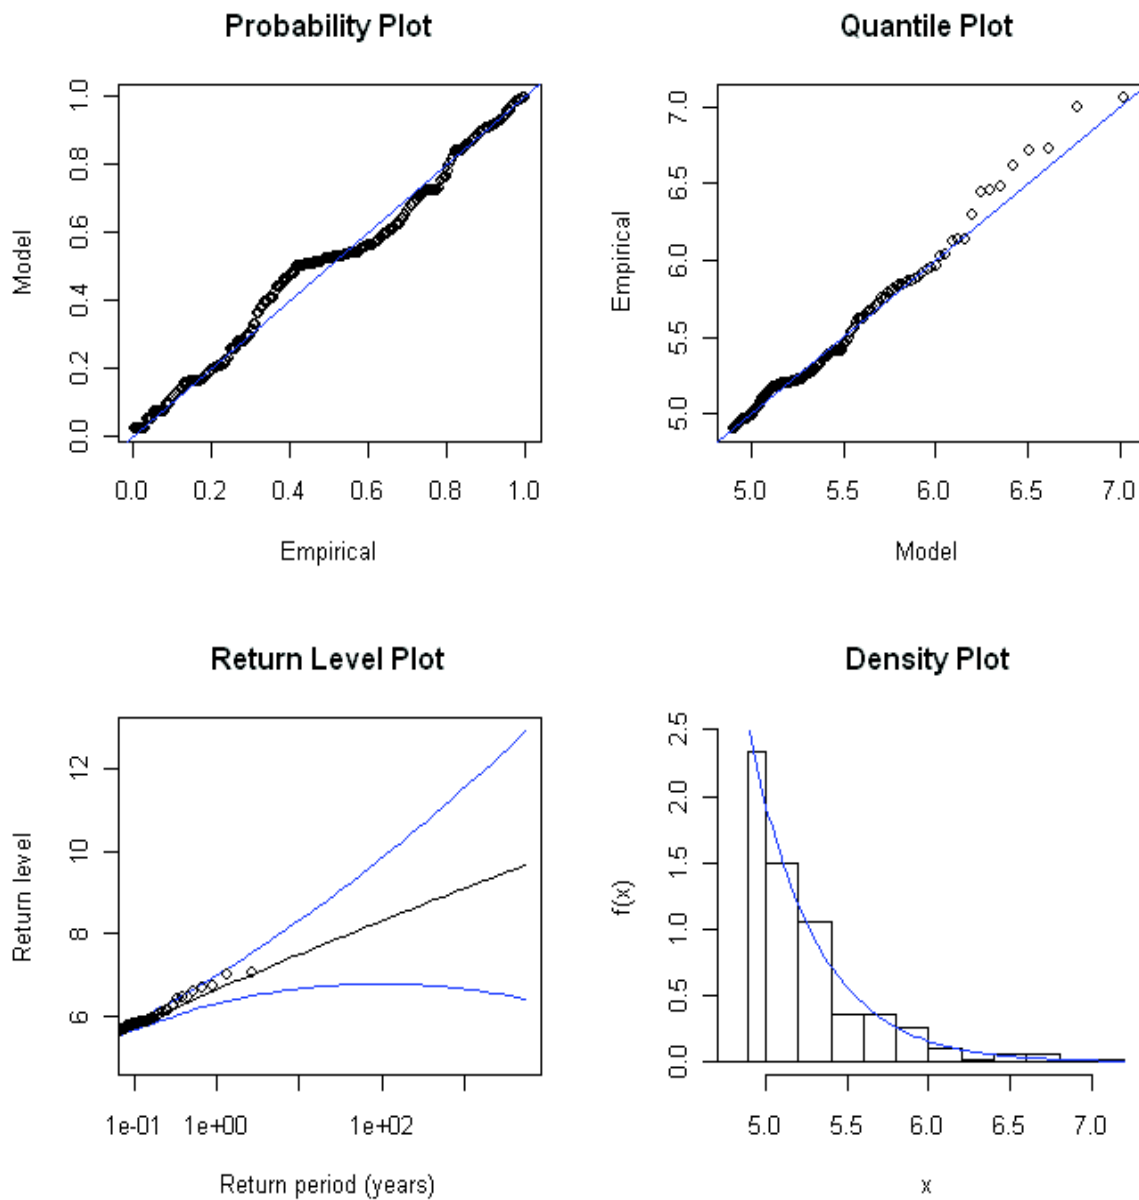 Probability Plot
Model
0.0 0.2 0.4 0.6 0.8 1.0
0.0 0.2 0.4 0.6 0.8 1.0
Empirical
Quantile Plot
Empirical
5.0 5.5 6.0 6.5 7.0
5.0 5.5 6.0 6.5 7.0
Model
Return Level Plot
Return level
6 8 10 12
1e-01 1e+00 1e+02
Return period (years)
Density Plot
f(x)
0.0 0.5 1.0 1.5 2.0 2.5
5.0 5.5 6.0 6.5 7.0
x